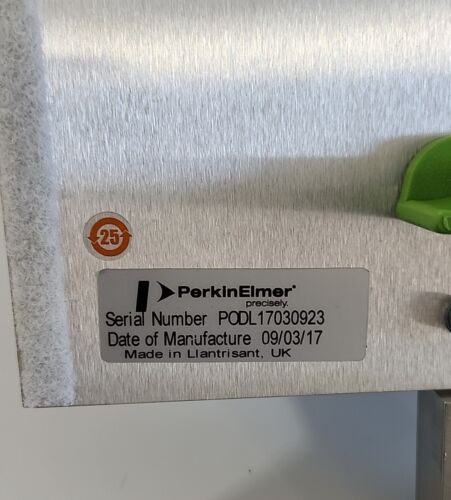 25
PerkinElmer®
precisely.
Serial Number PODL17030923
Date of Manufacture 09/03/17
Made in Llantrisant, UK